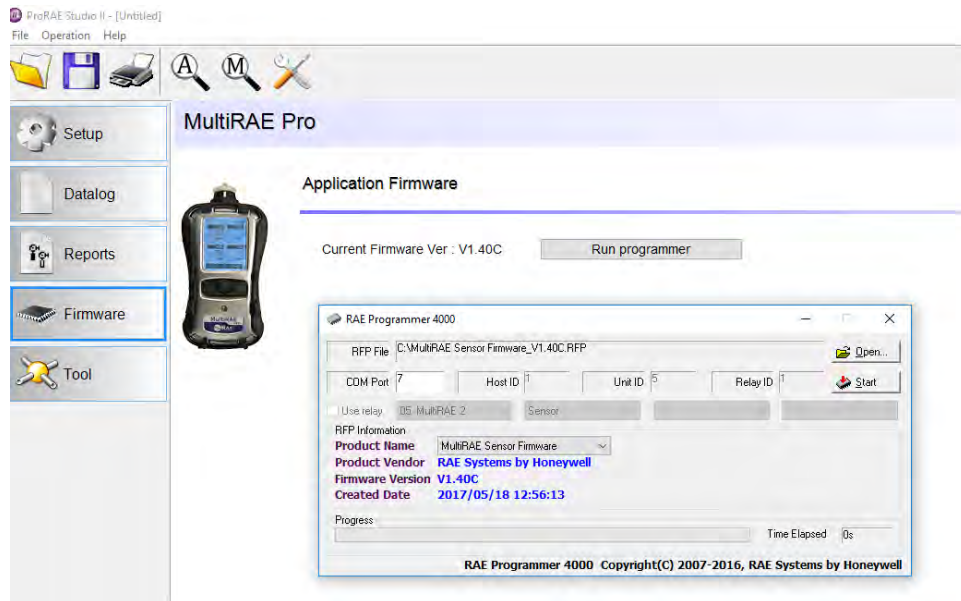 ProRAE Studio II - [Untitled]
File Operation Help
A M
Setup
MultiRAE Pro
Datalog
Application Firmware
Reports
Current Firmware Ver : V1.40C Run programmer
Firmware
Tool
RAE Programmer 4000
RFP File C:\MultiRAE Sensor Firmware_V1.40C.RFP Open...
COM Port 7 Host ID 1 Unit ID 5 Relay ID 1 Start
Use relay 05 MultiRAE 2 Sensor
RFP Information
Product Name MultiRAE Sensor Firmware
Product Vendor RAE Systems by Honeywell
Firmware Version V1.40C
Created Date 2017/05/18 12:56:13
Progress
Time Elapsed 0s
RAE Programmer 4000 Copyright(C) 2007-2016, RAE Systems by Honeywell